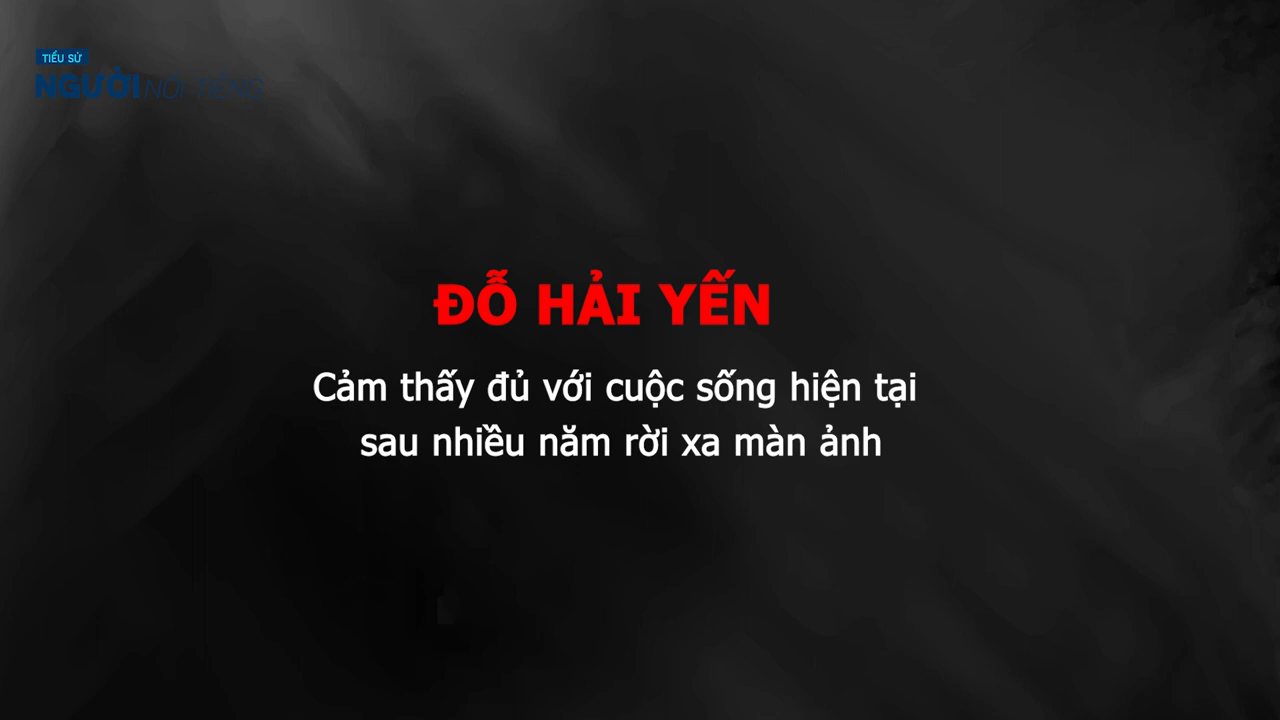 TIỂU SỬ
NGƯỜI NỔI TIẾNG
ĐỖ HẢI YẾN
Cảm thấy đủ với cuộc sống hiện tại
sau nhiều năm rời xa màn ảnh